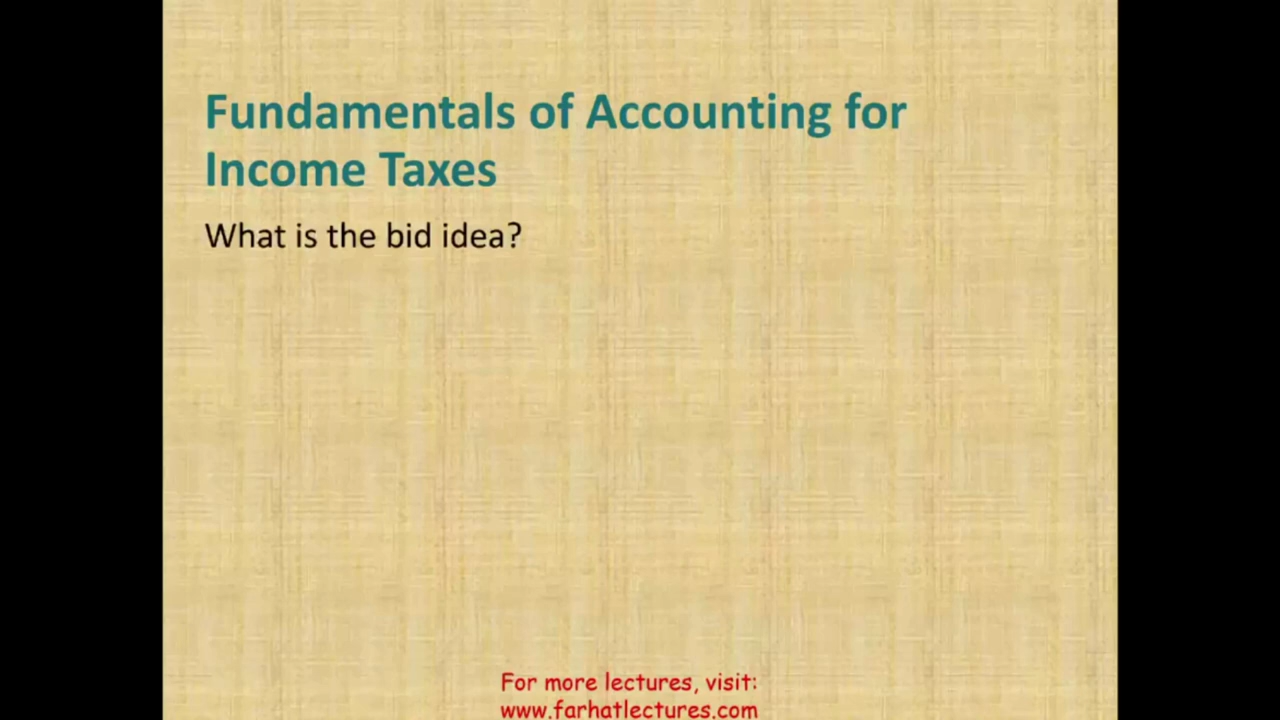 Fundamentals of Accounting for
Income Taxes
What is the bid idea?
For more lectures, visit:
www.farhatlectures.com